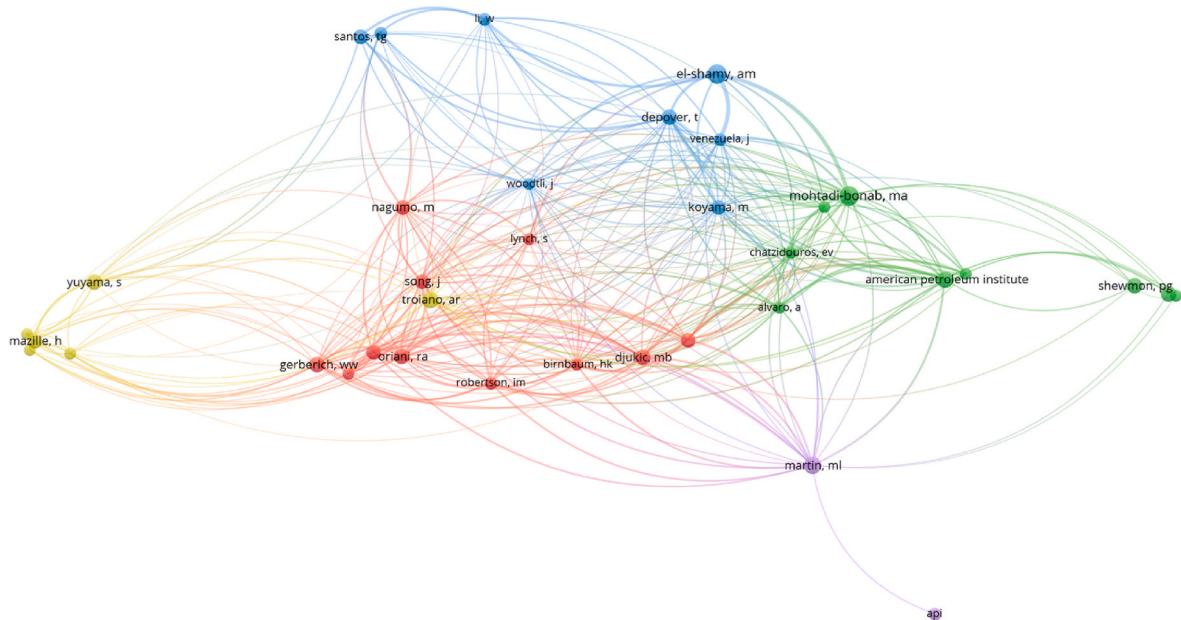 li, w
santos, tg
el-shamy, am
depover, t
venezuela, j
woodtli, j
mohtadi-bonab, ma
nagumo, m
koyama, m
lynch, s
chatzidouros, ev
yuyama, s
song, j
american petroleum institute
shewmon, pg
troiano, ar
alvaro, a
mazille, h
gerberich, ww
oriani, ra
birnbaum, hk
djukic, mb
robertson, im
martin, ml
api